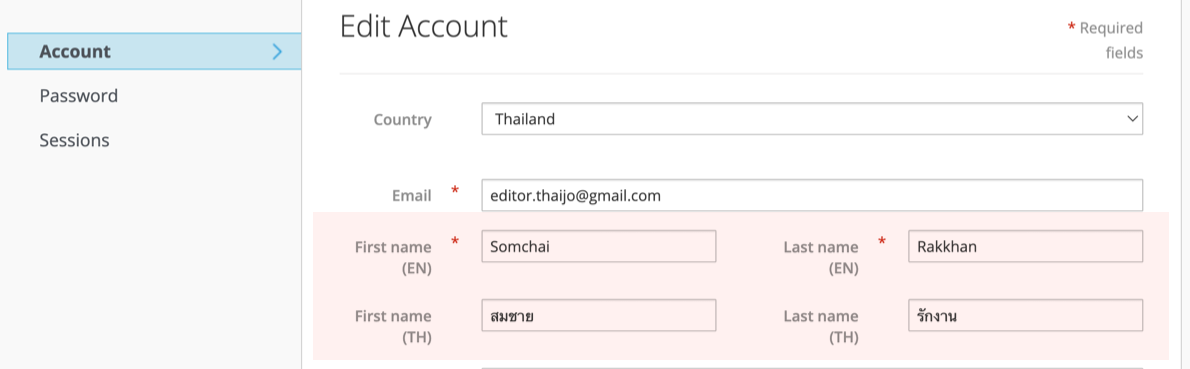 Edit Account
* Required
fields
Account
Password
Sessions
Country
Thailand
Email *
editor.thaijo@gmail.com
First name *
(EN)
Somchai
Last name *
(EN)
Rakkhan
First name
(TH)
สมชาย
Last name
(TH)
รักงาน